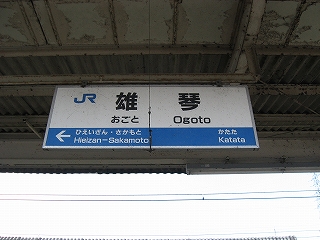 JR 雄琴
おごと Ogoto
← ひえいざん・さかもと かたた
Hieizan-Sakamoto Katata